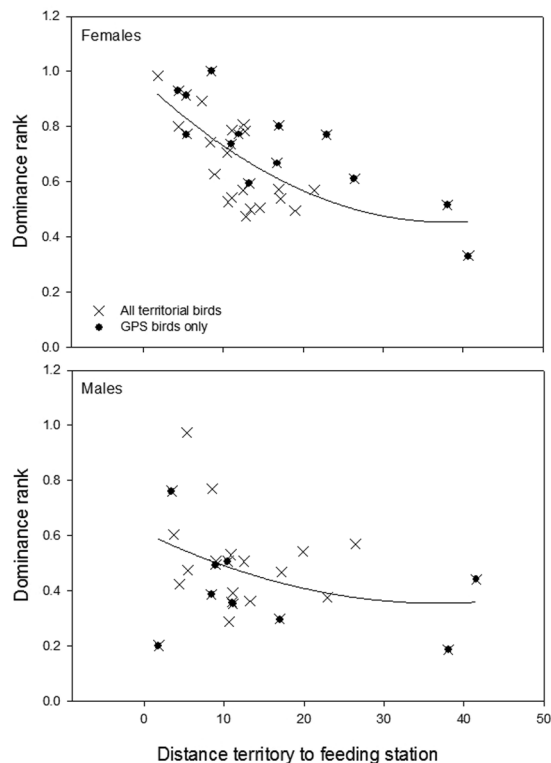 1.2
Females
1.0
0.8
0.6
0.4
0.2
0.0
Dominance rank
All territorial birds
GPS birds only
1.2
Males
1.0
0.8
0.6
0.4
0.2
0.0
Dominance rank
0 10 20 30 40 50
Distance territory to feeding station